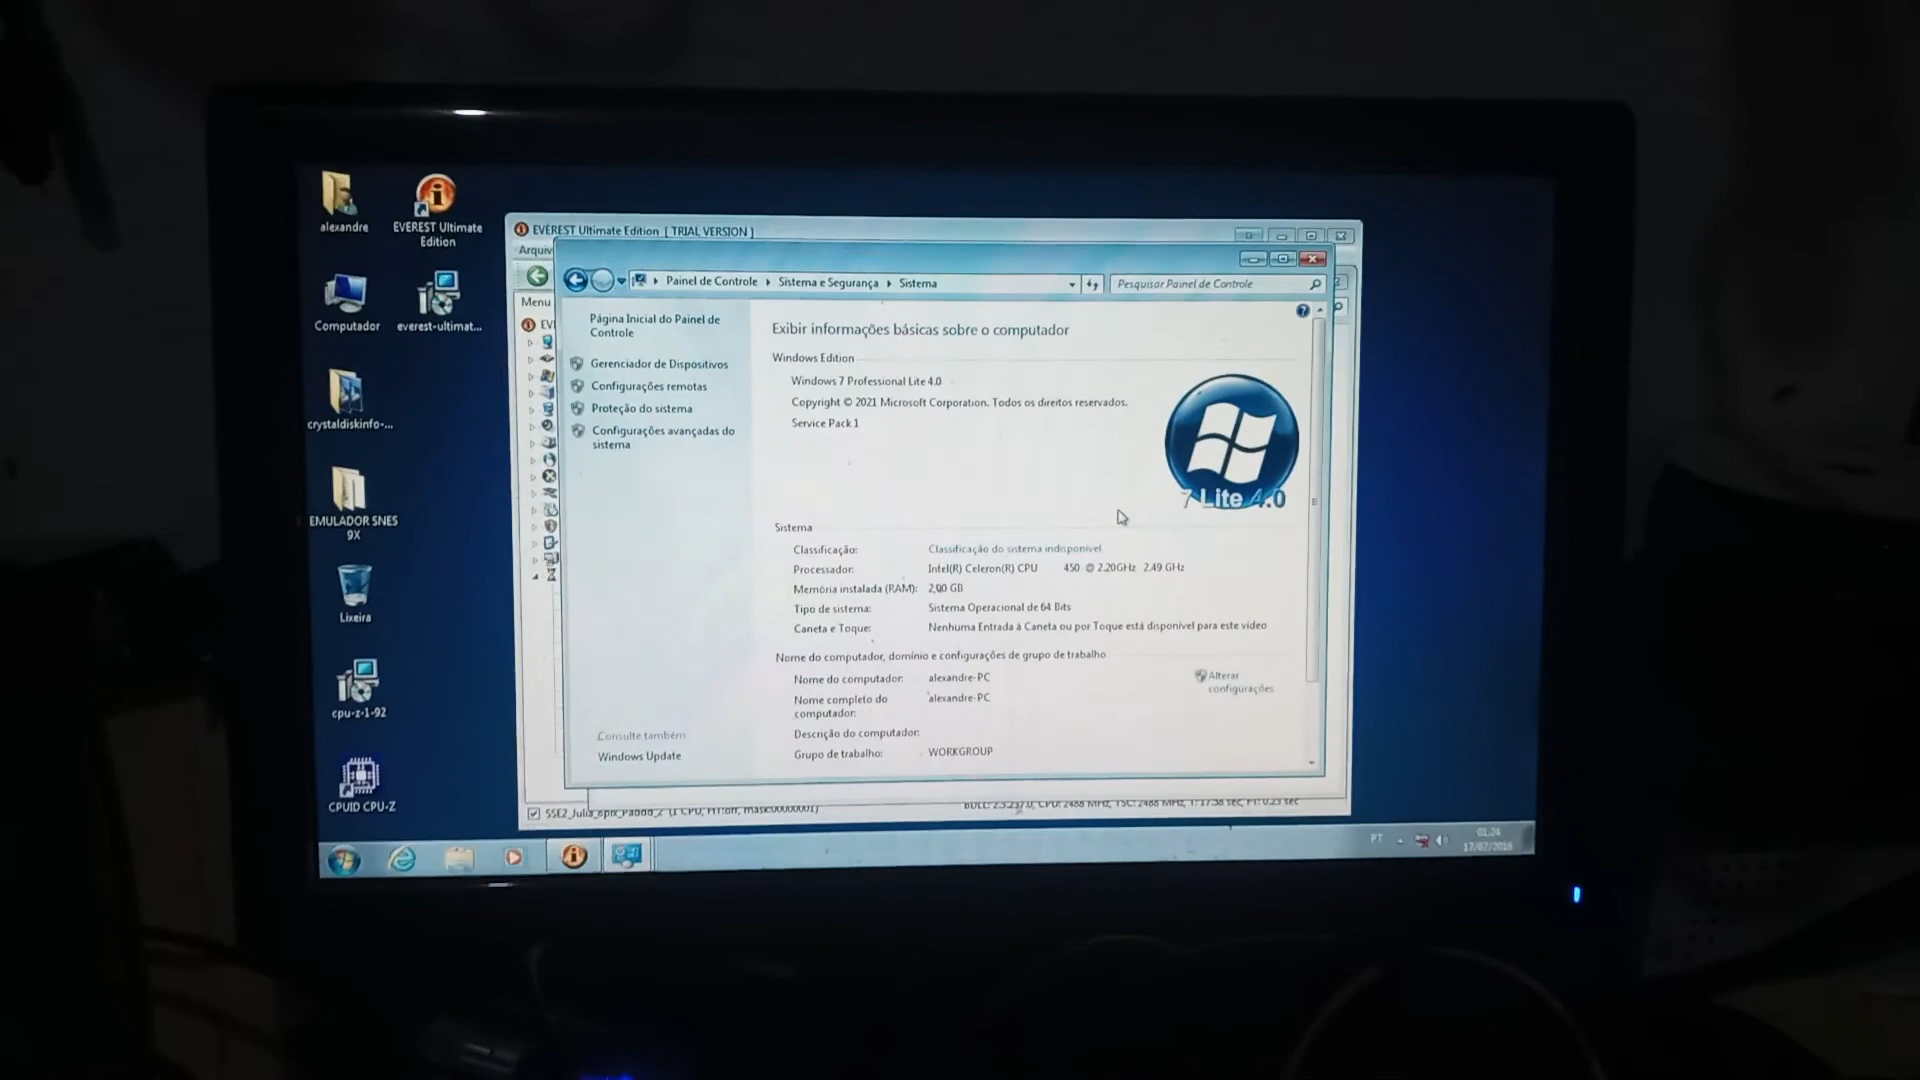 alexandre
EVEREST Ultimate
Edition
Computador
everest-ultimat...
crystaldiskinfo-...
EMULADOR SNES
9X
Lixeira
cpu-z-1-92
CPUID CPU-Z
EVEREST Ultimate Edition [ TRIAL VERSION ]
Arquiv
Menu
EVE
Painel de Controle
Sistema e Segurança
Sistema
Pesquisar Painel de Controle
Página Inicial do Painel de
Controle
Gerenciador de Dispositivos
Configurações remotas
Proteção do sistema
Configurações avançadas do
sistema
Consulte também
Windows Update
Exibir informações básicas sobre o computador
Windows Edition
Windows 7 Professional Lite 4.0
Copyright © 2021 Microsoft Corporation. Todos os direitos reservados.
Service Pack 1
7 Lite 4.0
Sistema
Classificação: Classificação do sistema indisponível
Processador: Intel(R) Celeron(R) CPU 450 @ 2.20GHz 2.49 GHz
Memória instalada (RAM): 2,00 GB
Tipo de sistema: Sistema Operacional de 64 Bits
Caneta e Toque: Nenhuma Entrada à Caneta ou por Toque está disponível para este vídeo
Nome do computador, domínio e configurações de grupo de trabalho
Nome do computador: alexandre-PC
Alterar
configurações
Nome completo do
computador: alexandre-PC
Descrição do computador:
Grupo de trabalho: WORKGROUP
PT
01:24
17/07/2016